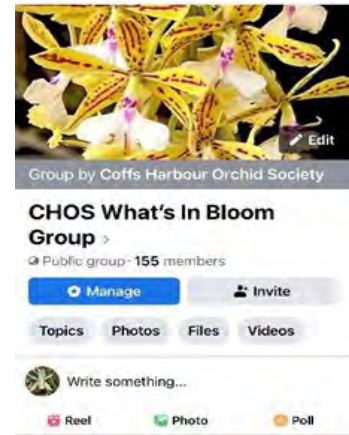 Edit
Group by Coffs Harbour Orchid Society
CHOS What's In Bloom
Group >
Public group · 155 members
Manage Invite
Topics Photos Files Videos
Write something...
Reel Photo Poll